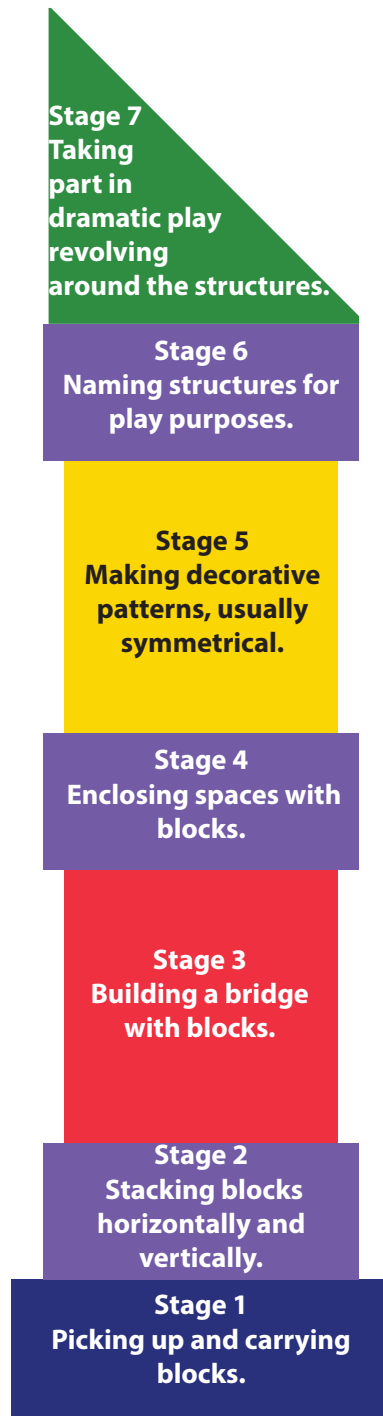 Stage 7
Taking
part in
dramatic play
revolving
around the structures.
Stage 6
Naming structures for
play purposes.
Stage 5
Making decorative
patterns, usually
symmetrical.
Stage 4
Enclosing spaces with
blocks.
Stage 3
Building a bridge
with blocks.
Stage 2
Stacking blocks
horizontally and
vertically.
Stage 1
Picking up and carrying
blocks.